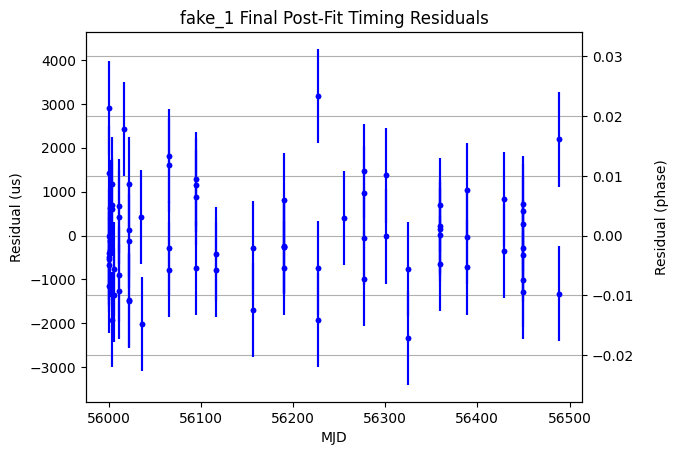 fake_1 Final Post-Fit Timing Residuals
Residual (us)
4000
3000
2000
1000
0
−1000
−2000
−3000
0.03
0.02
0.01
0.00
−0.01
−0.02
Residual (phase)
56000 56100 56200 56300 56400 56500
MJD